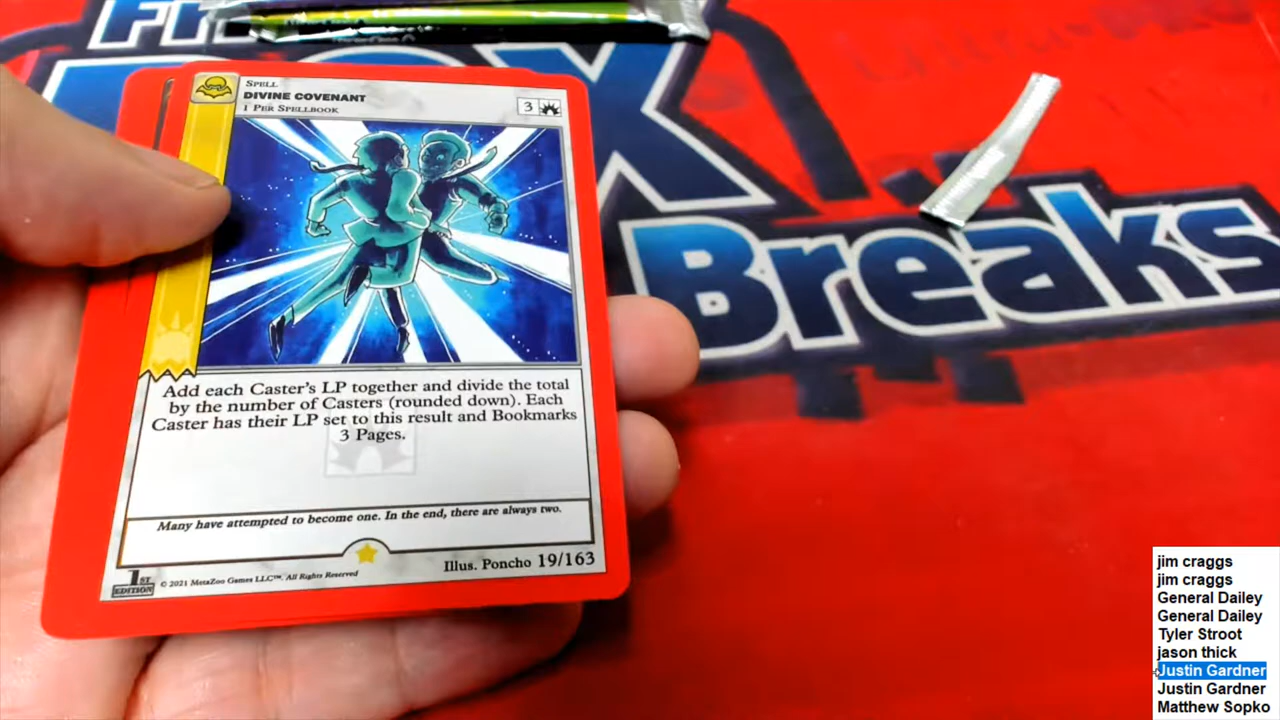 SPELL
DIVINE COVENANT
1 PER SPELLBOOK
3
Add each Caster's LP together and divide the total
by the number of Casters (rounded down). Each
Caster has their LP set to this result and Bookmarks
3 Pages.
Many have attempted to become one. In the end, there are always two.
1ST
EDITION
© 2021 MetaZoo Games LLC™. All Rights Reserved
Illus. Poncho 19/163
Breaks
jim craggs
jim craggs
General Dailey
General Dailey
Tyler Stroot
jason thick
Justin Gardner
Justin Gardner
Matthew Sopko